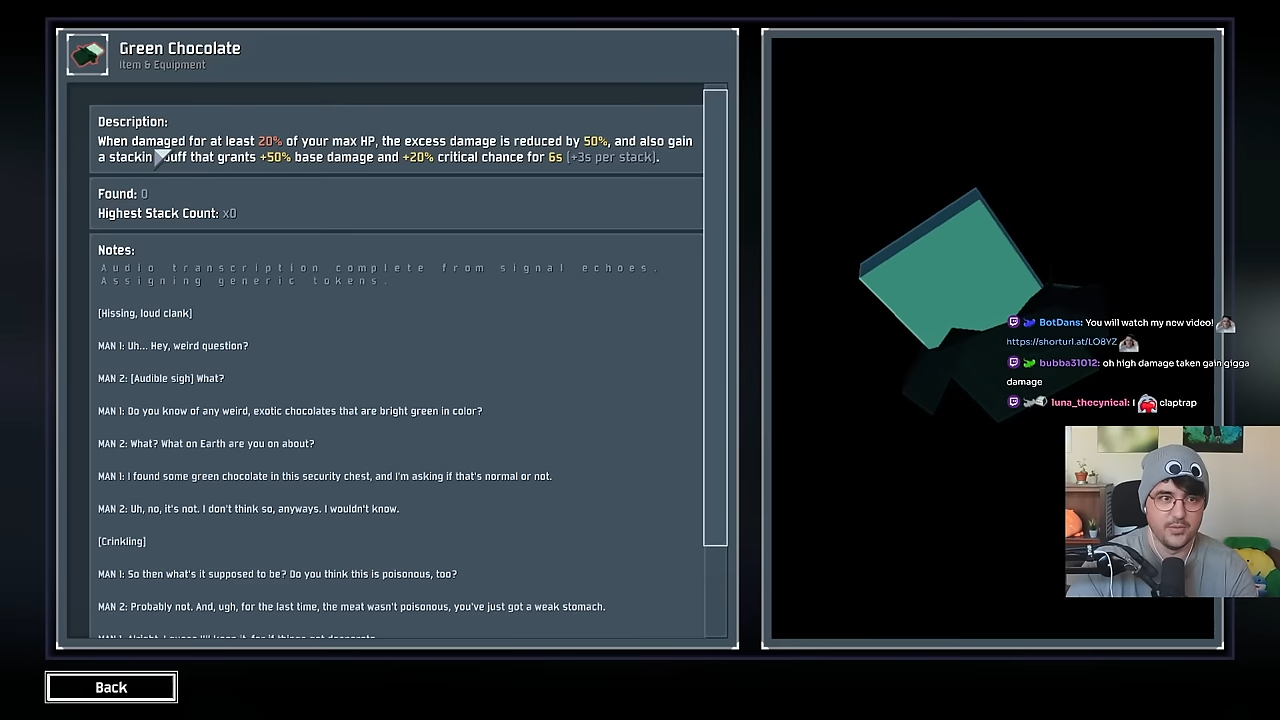 Green Chocolate
Item & Equipment
Description:
When damaged for at least 20% of your max HP, the excess damage is reduced by 50%, and also gain
a stackin uff that grants +50% base damage and +20% critical chance for 6s (+3s per stack).
Found: 0
Highest Stack Count: x0
Notes:
Audio transcription complete from signal echoes.
Assigning generic tokens.
[Hissing, loud clank]
MAN 1: Uh... Hey, weird question?
MAN 2: [Audible sigh] What?
MAN 1: Do you know of any weird, exotic chocolates that are bright green in color?
MAN 2: What? What on Earth are you on about?
MAN 1: I found some green chocolate in this security chest, and I'm asking if that's normal or not.
MAN 2: Uh, no, it's not. I don't think so, anyways. I wouldn't know.
[Crinkling]
MAN 1: So then what's it supposed to be? Do you think this is poisonous, too?
MAN 2: Probably not. And, ugh, for the last time, the meat wasn't poisonous, you've just got a weak stomach.
BotDans: You will watch my new video!
https://shorturl.at/LO8YZ
bubba31012: oh high damage taken gain gigga
damage
luna_thecynical: I claptrap
Back